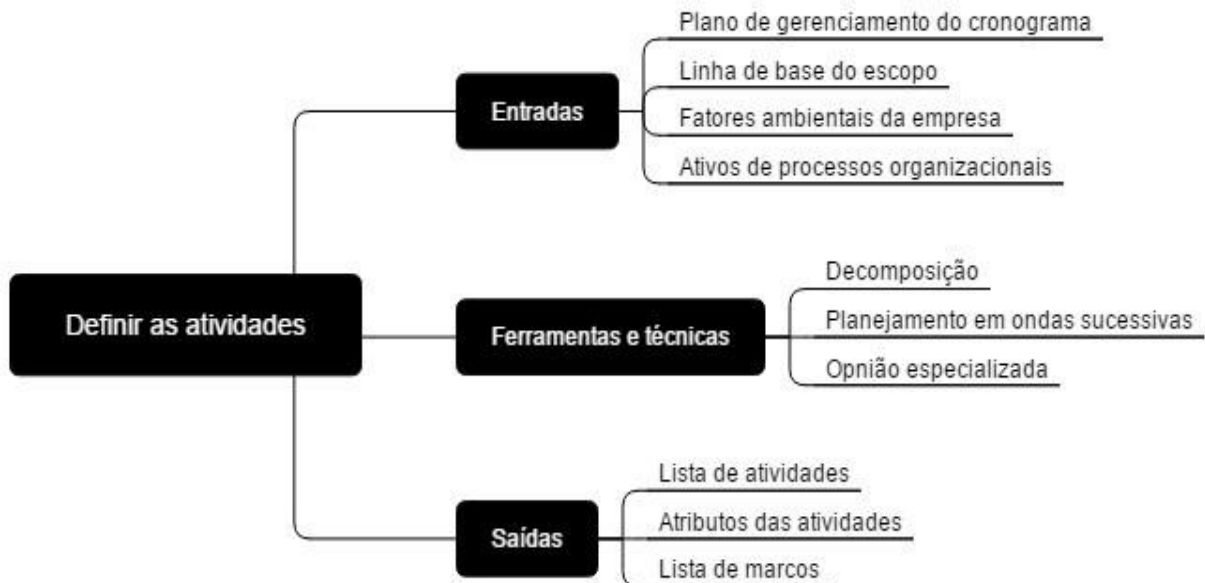 Definir as atividades
Entradas
Plano de gerenciamento do cronograma
Linha de base do escopo
Fatores ambientais da empresa
Ativos de processos organizacionais
Ferramentas e técnicas
Decomposição
Planejamento em ondas sucessivas
Opnião especializada
Saídas
Lista de atividades
Atributos das atividades
Lista de marcos